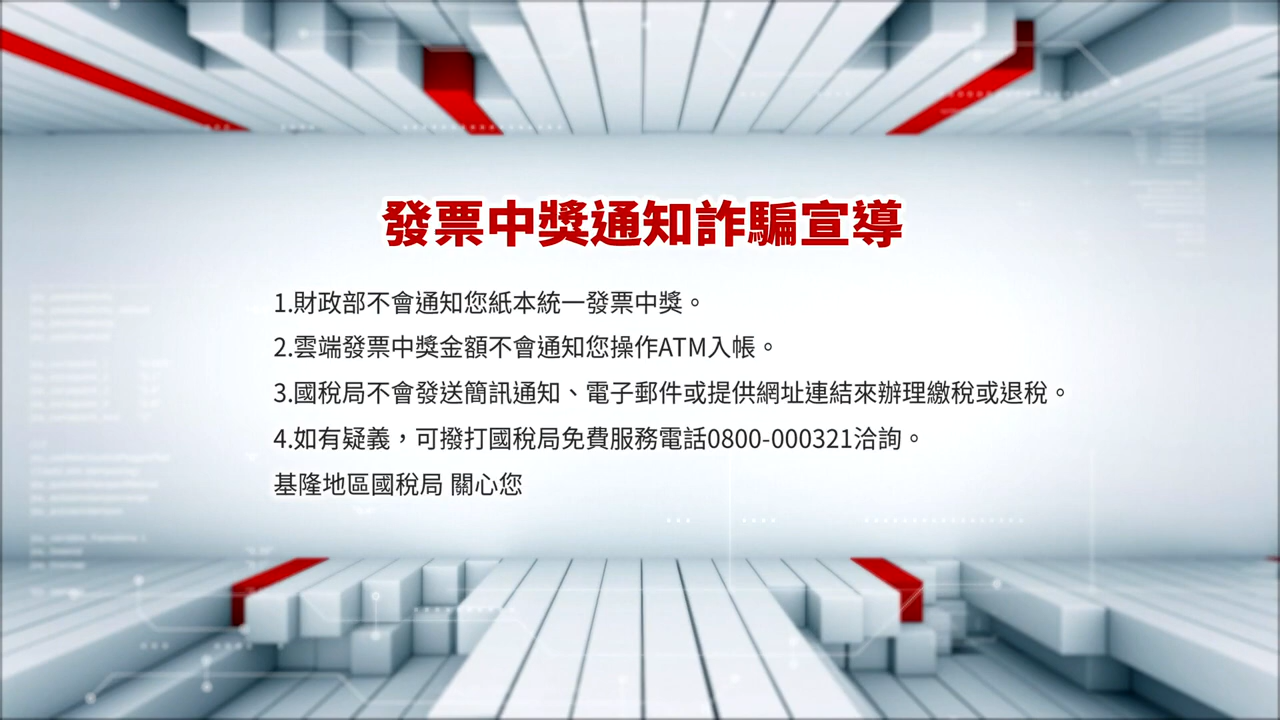 發票中獎通知詐騙宣導
1.財政部不會通知您紙本統一發票中獎。
2.雲端發票中獎金額不會通知您操作ATM入帳。
3.國稅局不會發送簡訊通知、電子郵件或提供網址連結來辦理繳稅或退稅。
4.如有疑義，可撥打國稅局免費服務電話0800-000321洽詢。
基隆地區國稅局 關心您